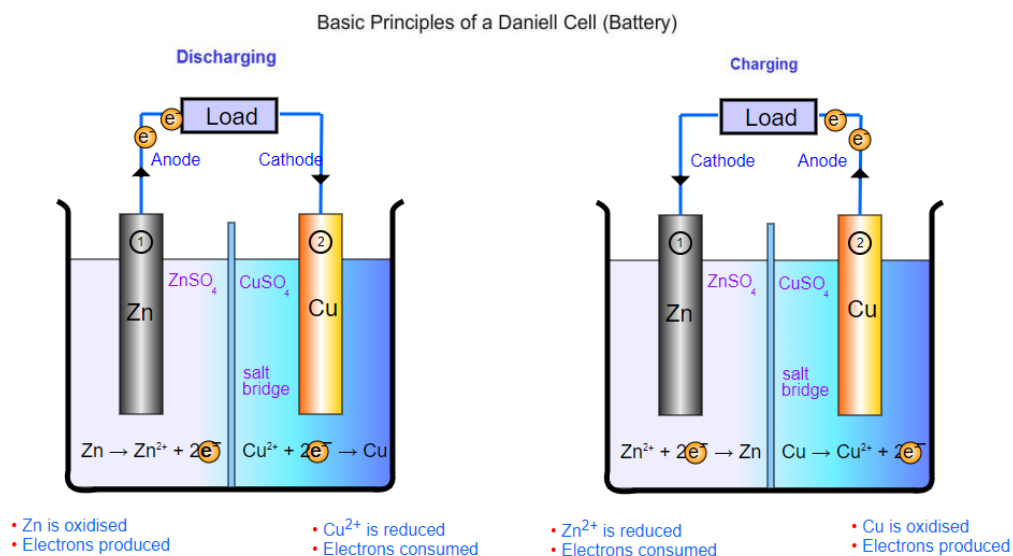 Basic Principles of a Daniell Cell (Battery)
Discharging
e⁻ e⁻ Load
Anode Cathode
1 2
ZnSO₄ CuSO₄
Zn Cu
salt
bridge
Zn → Zn²⁺ + 2e⁻ Cu²⁺ + 2e⁻ → Cu
• Zn is oxidised
• Electrons produced
• Cu²⁺ is reduced
• Electrons consumed
Charging
Load e⁻ e⁻
Cathode Anode
1 2
ZnSO₄ CuSO₄
Zn Cu
salt
bridge
Zn²⁺ + 2e⁻ → Zn Cu → Cu²⁺ + 2e⁻
• Zn²⁺ is reduced
• Electrons consumed
• Cu is oxidised
• Electrons produced